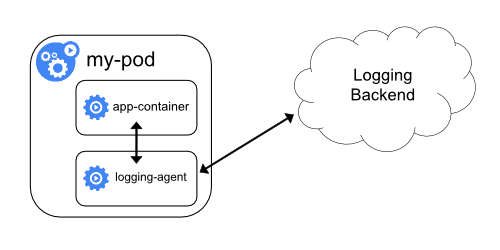 my-pod
app-container
logging-agent
Logging
Backend